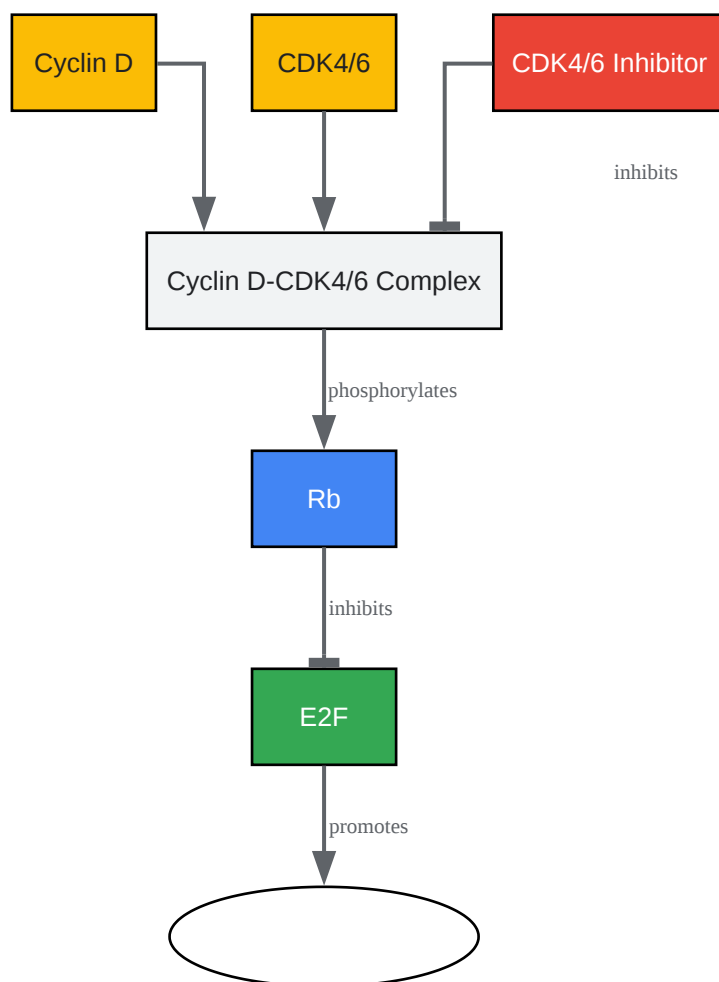 Cyclin D
CDK4/6
CDK4/6 Inhibitor
inhibits
Cyclin D-CDK4/6 Complex
phosphorylates
Rb
inhibits
E2F
promotes